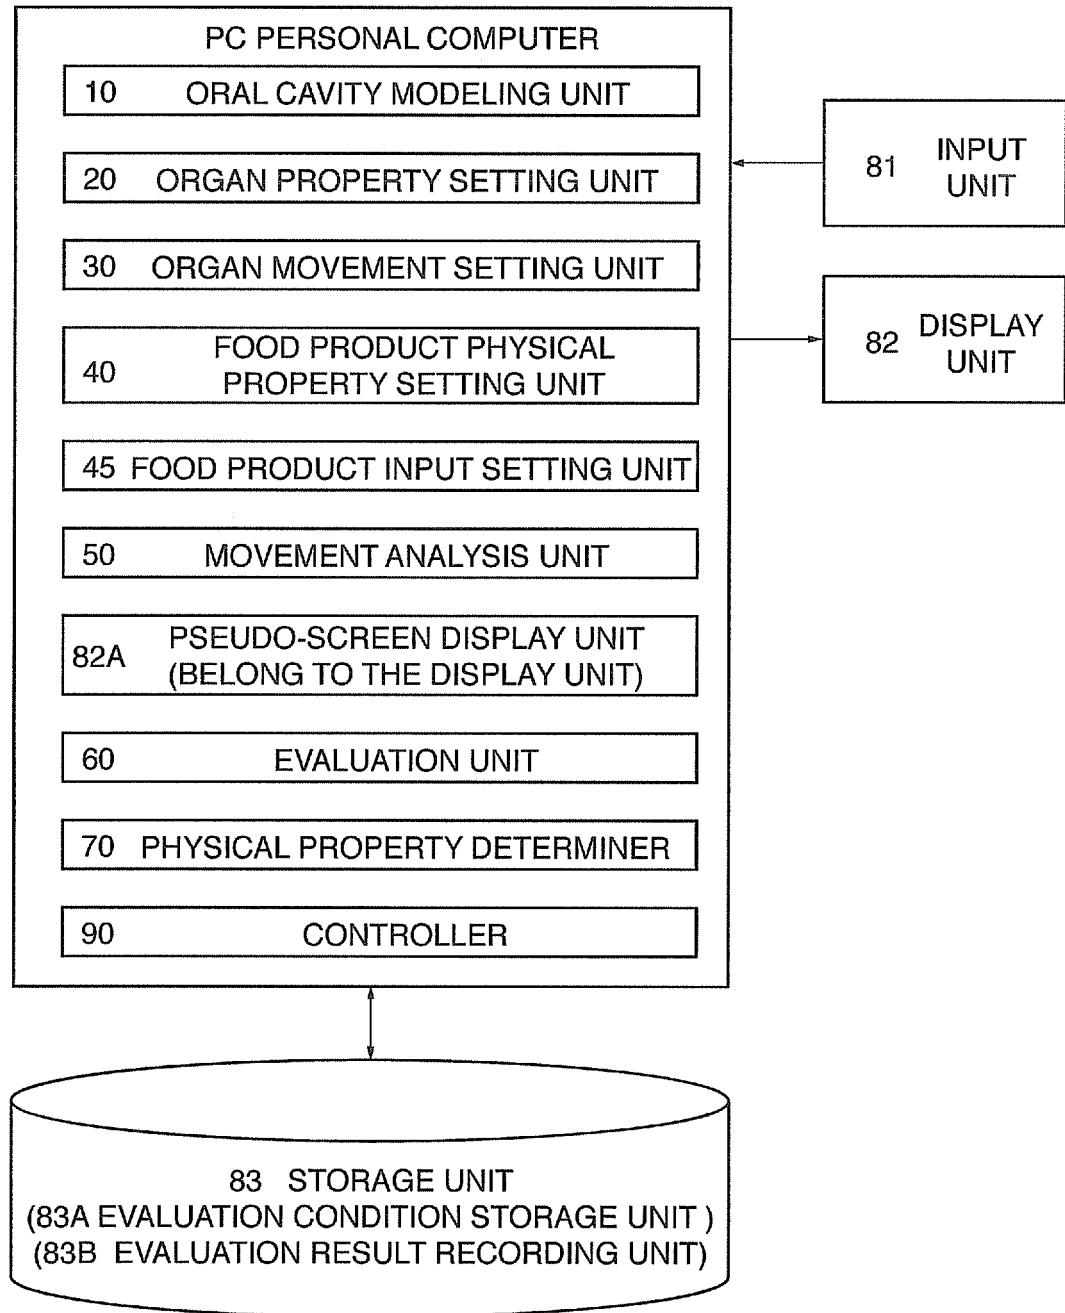 PC PERSONAL COMPUTER
10 ORAL CAVITY MODELING UNIT
20 ORGAN PROPERTY SETTING UNIT
30 ORGAN MOVEMENT SETTING UNIT
40 FOOD PRODUCT PHYSICAL
PROPERTY SETTING UNIT
45 FOOD PRODUCT INPUT SETTING UNIT
50 MOVEMENT ANALYSIS UNIT
82A PSEUDO-SCREEN DISPLAY UNIT
(BELONG TO THE DISPLAY UNIT)
60 EVALUATION UNIT
70 PHYSICAL PROPERTY DETERMINER
90 CONTROLLER
81 INPUT
UNIT
82 DISPLAY
UNIT
83 STORAGE UNIT
(83A EVALUATION CONDITION STORAGE UNIT )
(83B EVALUATION RESULT RECORDING UNIT)